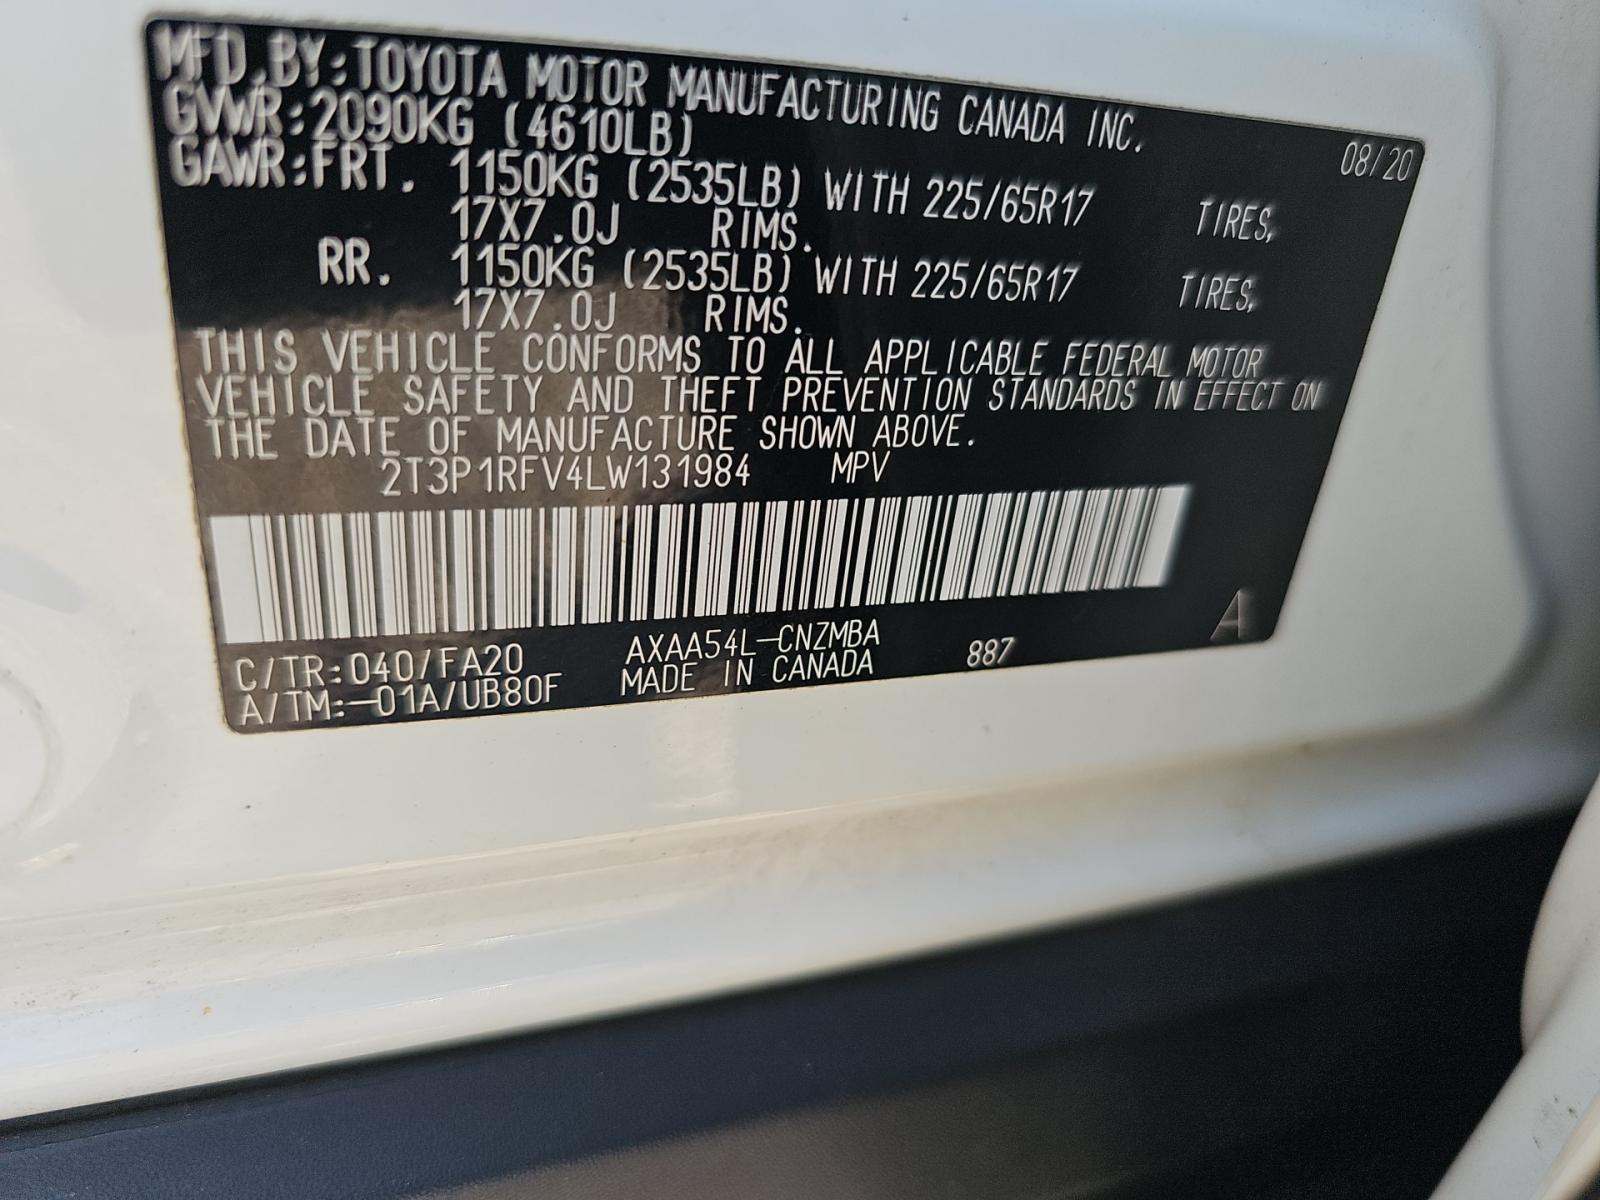 MFD.BY:TOYOTA MOTOR MANUFACTURING CANADA INC. 08/20
GVWR:2090KG (4610LB)
GAWR:FRT. 1150KG (2535LB) WITH 225/65R17 TIRES,
17X7.0J RIMS.
RR. 1150KG (2535LB) WITH 225/65R17 TIRES,
17X7.0J RIMS.
THIS VEHICLE CONFORMS TO ALL APPLICABLE FEDERAL MOTOR
VEHICLE SAFETY AND THEFT PREVENTION STANDARDS IN EFFECT ON
THE DATE OF MANUFACTURE SHOWN ABOVE.
2T3P1RFV4LW131984 MPV
C/TR:040/FA20 AXAA54L-CNZMBA 887 A
A/TM:-01A/UB80F MADE IN CANADA